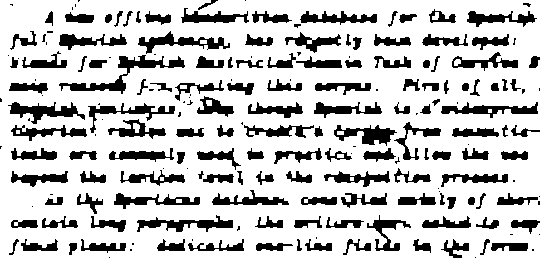 A new offline handwritten database for the Spanish
full Spanish sentences, has recently been developed:
stands for Spanish Restricted-domain Task of Cursive S
main reasons for creating this corpus. First of all,
Spanish sentences, even though Spanish is a widespread
important reason was to create a corpus from semantic-
tasks are commonly used in practice and allow the use
beyond the lexicon level in the recognition process.
As the Spartacus database consisted mainly of short
contain long paragraphs, the writers were asked to cop
fixed places: dedicated one-line fields in the forms.